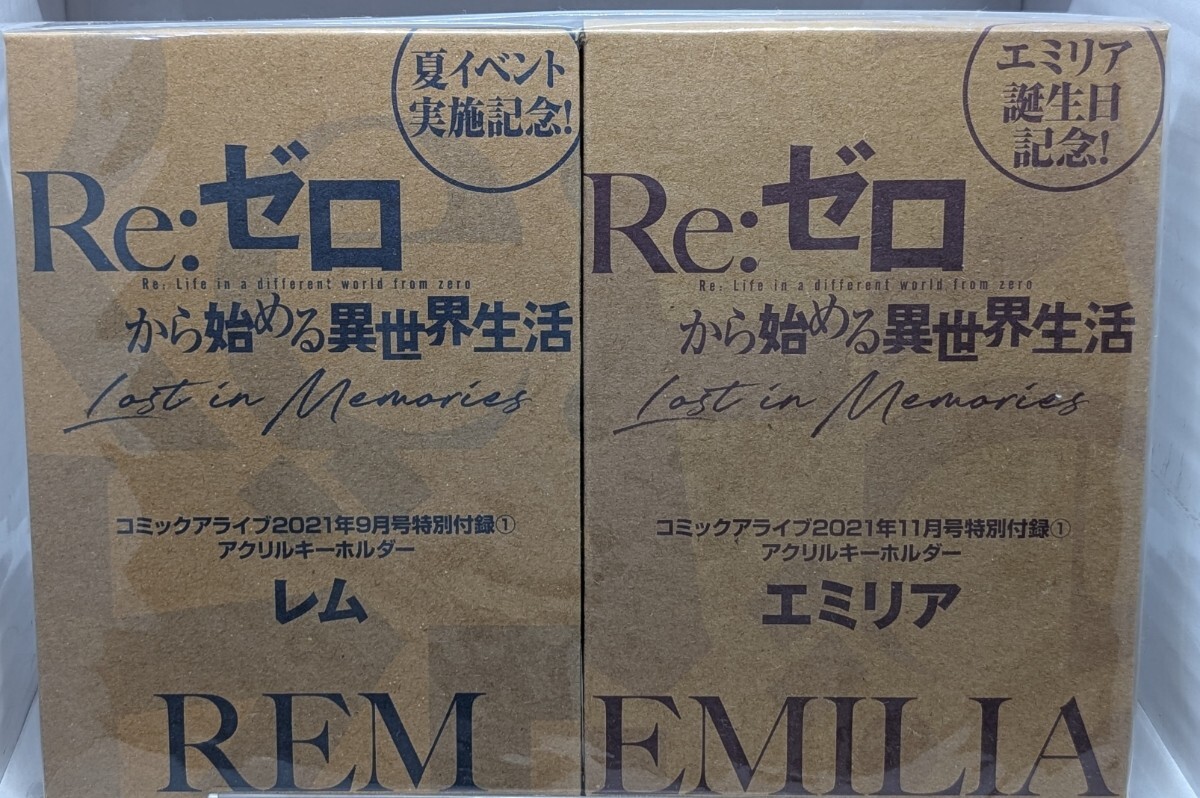 夏イベント
実施記念!
Re:ゼロ
Re: Life in a different world from zero
から始める異世界生活
Lost in Memories
コミックアライブ2021年9月号特別付録①
アクリルキーホルダー
レム
REM
エミリア
誕生日
記念!
Re:ゼロ
Re: Life in a different world from zero
から始める異世界生活
Lost in Memories
コミックアライブ2021年11月号特別付録①
アクリルキーホルダー
エミリア
EMILIA